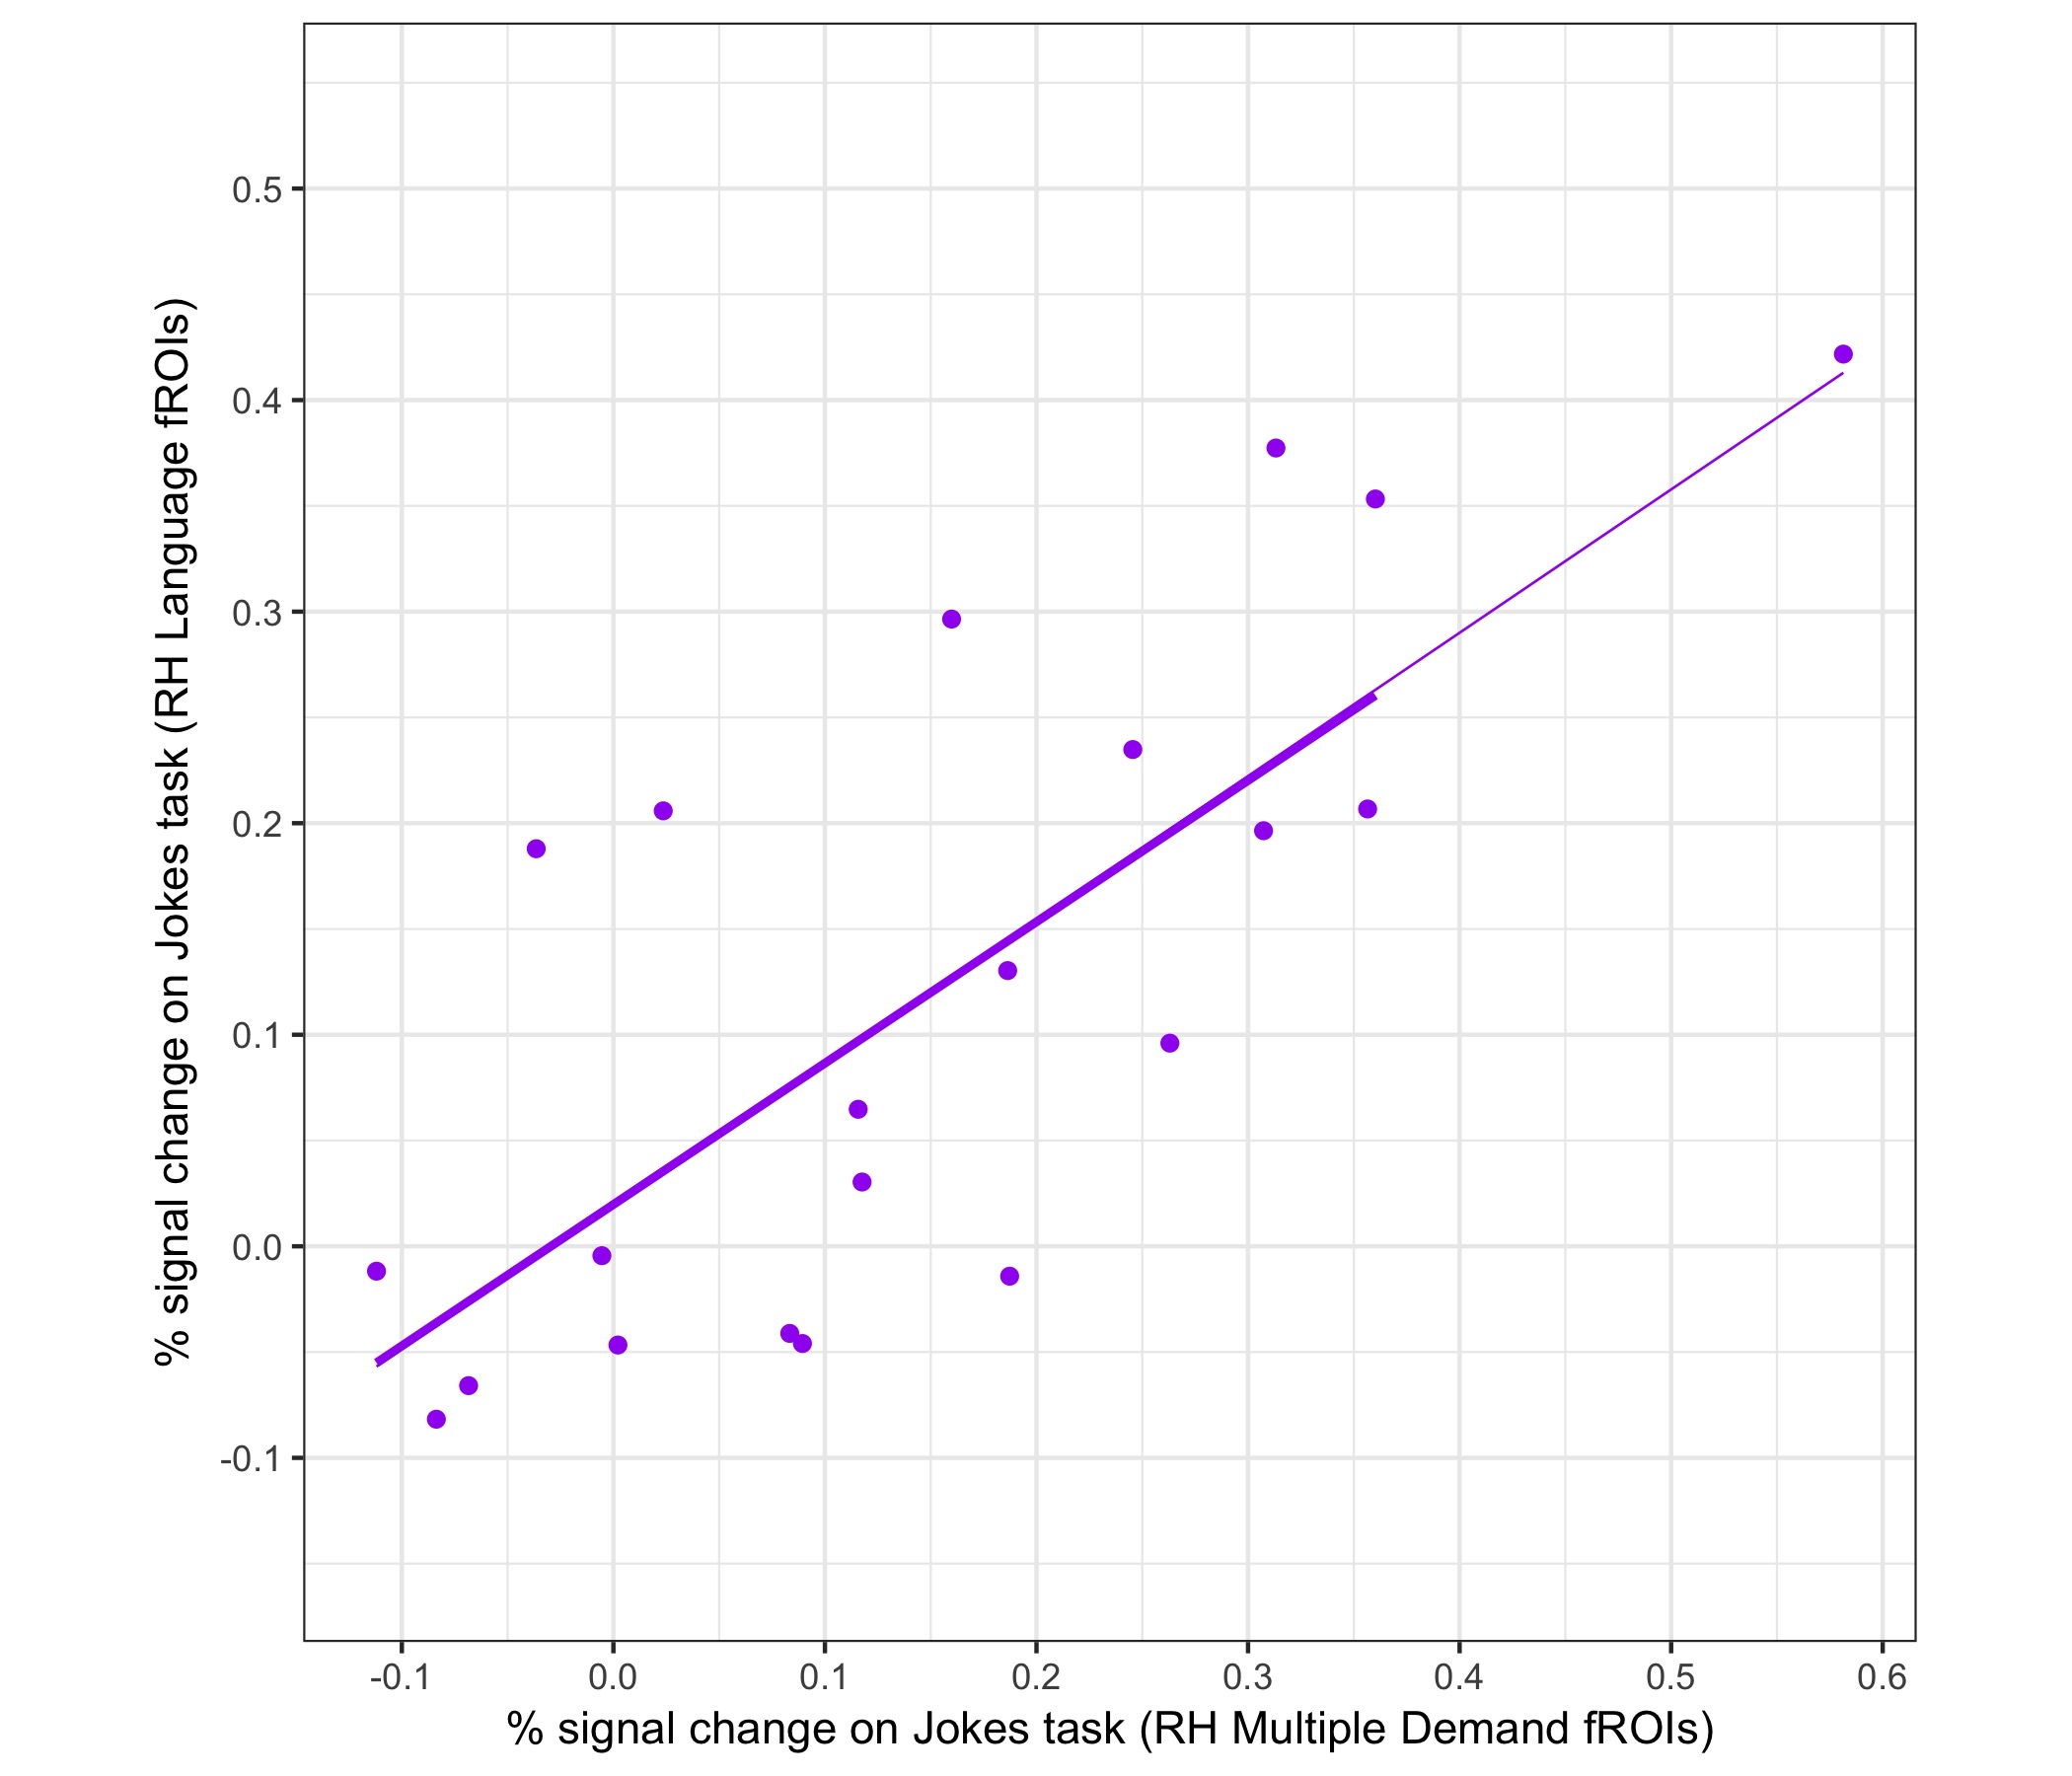 % signal change on Jokes task (RH Language fROIs)
0.5
0.4
0.3
0.2
0.1
0.0
-0.1
-0.1 0.0 0.1 0.2 0.3 0.4 0.5 0.6
% signal change on Jokes task (RH Multiple Demand fROIs)